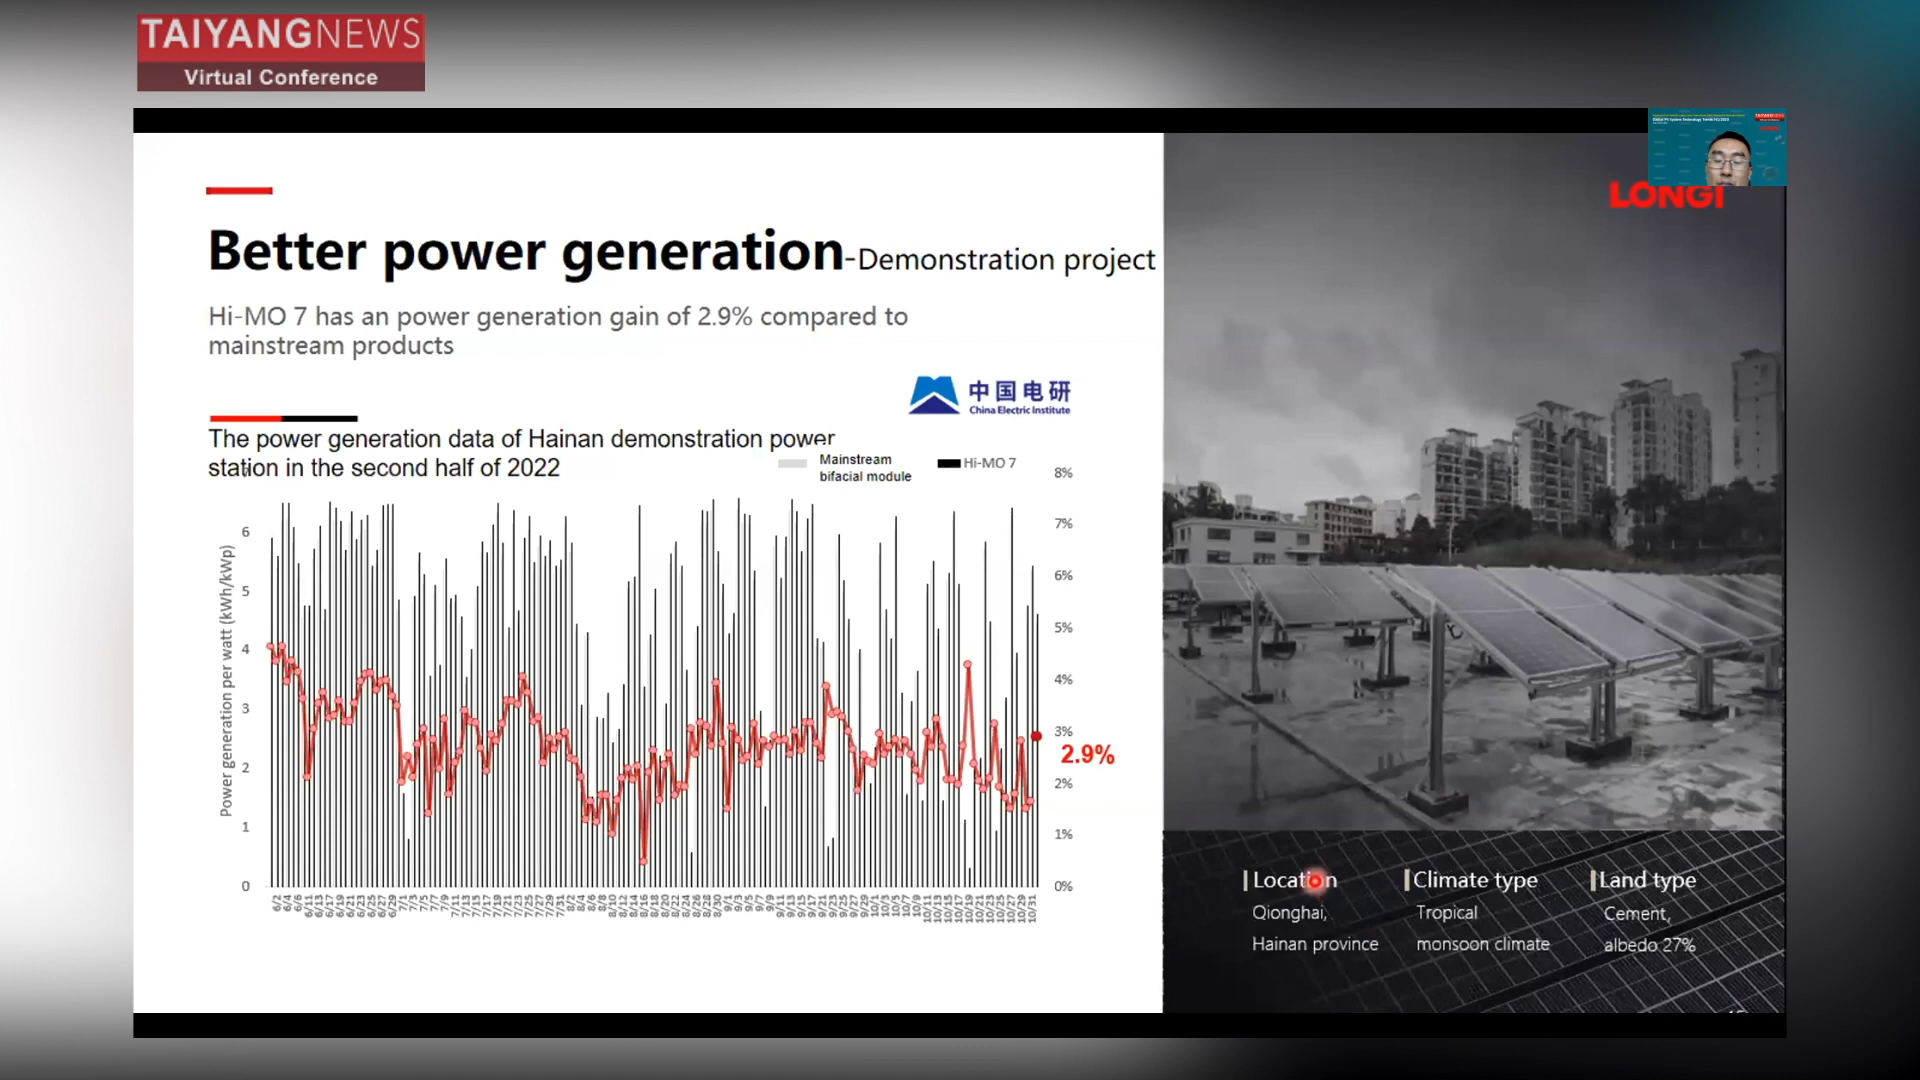 TAIYANGNEWS
Virtual Conference
LONGI
Better power generation-Demonstration project
Hi-MO 7 has an power generation gain of 2.9% compared to
mainstream products
中国电研
China Electric Institute
The power generation data of Hainan demonstration power
station in the second half of 2022
Mainstream
bifacial module
Hi-MO 7
Power generation per watt (kWh/kWp)
6
5
4
3
2
1
0
8%
7%
6%
5%
4%
3%
2.9%
2%
1%
0%
Location
Qionghai,
Hainan province
Climate type
Tropical
monsoon climate
Land type
Cement,
albedo 27%